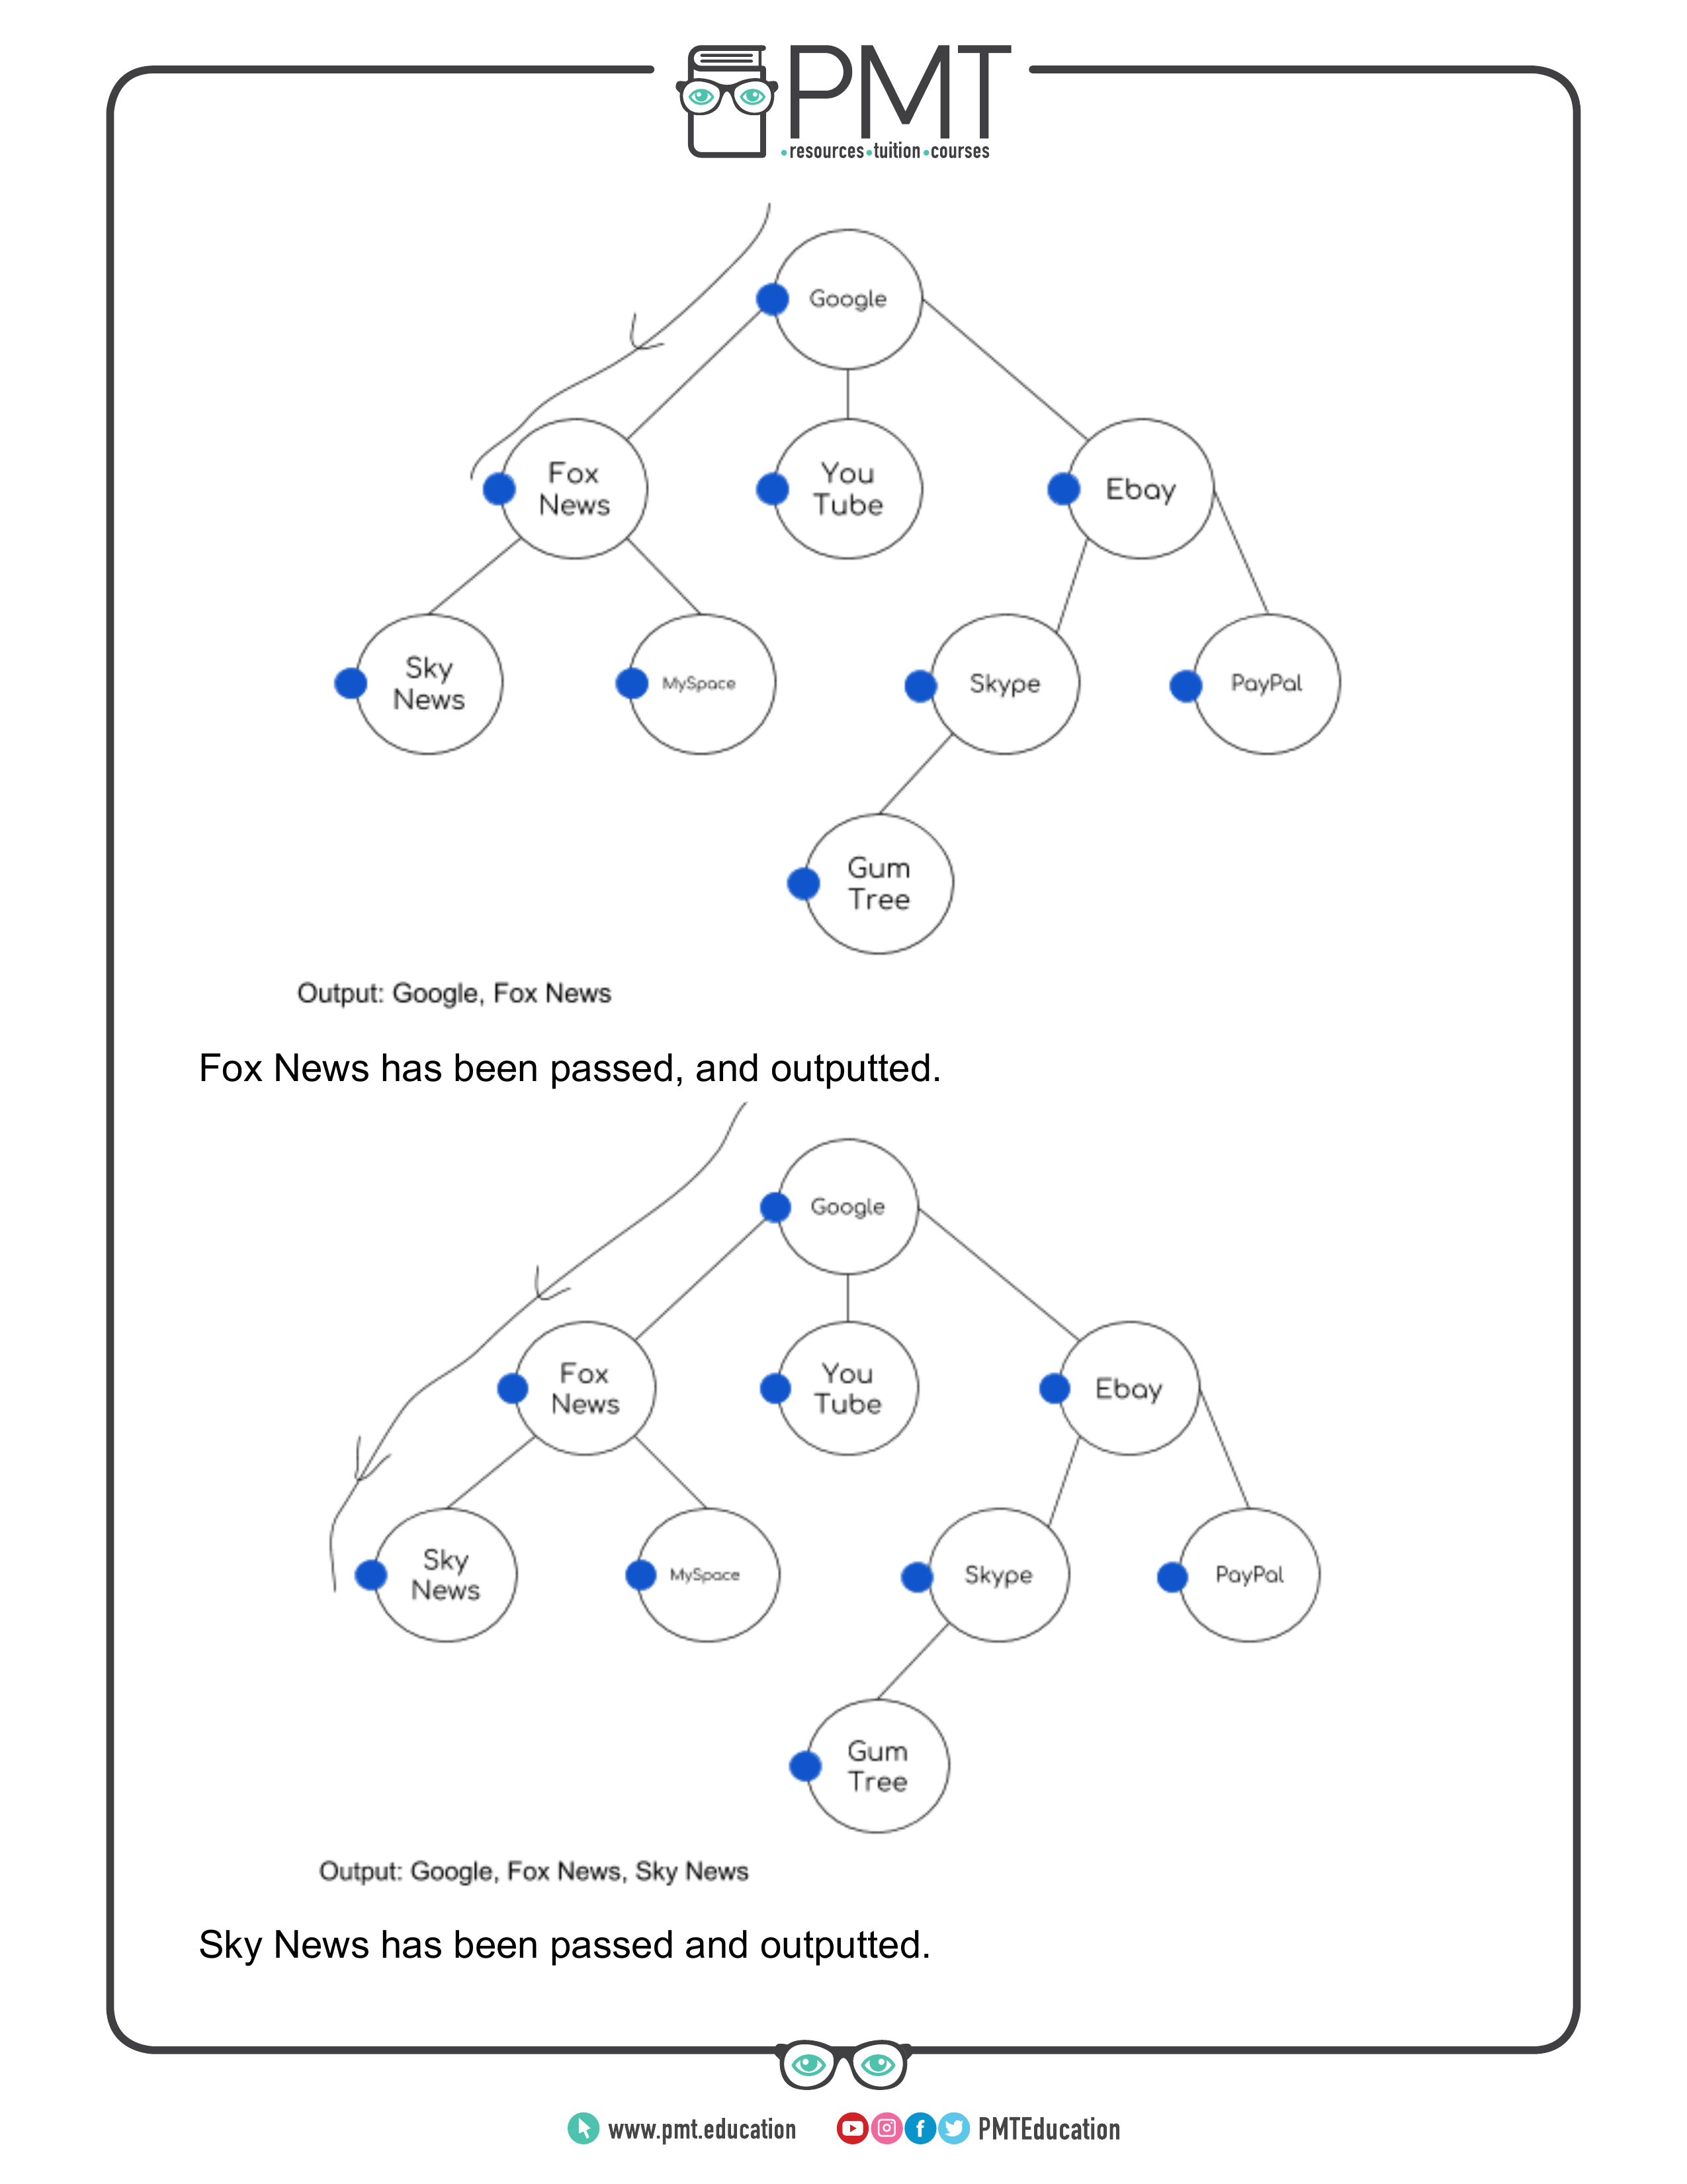 PMT
resources tuition courses
Google
Fox
News
You
Tube
Ebay
Sky
News
MySpace
Skype
PayPal
Gum
Tree
Output: Google, Fox News
Fox News has been passed, and outputted.
Google
Fox
News
You
Tube
Ebay
Sky
News
MySpace
Skype
PayPal
Gum
Tree
Output: Google, Fox News, Sky News
Sky News has been passed and outputted.
www.pmt.education
PMTEducation